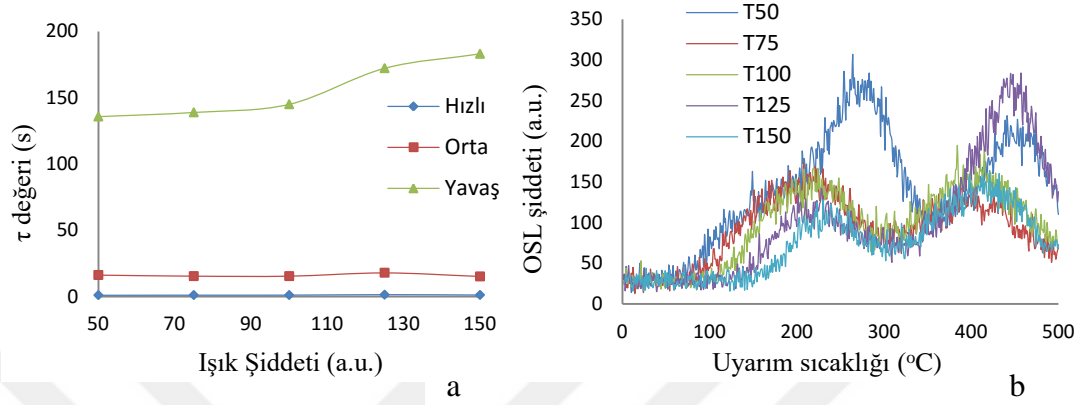 200
150
100
50
0
τ değeri (s)
50
70
90
110
130
150
Işık Şiddeti (a.u.)
Hızlı
Orta
Yavaş
a
350
300
250
200
150
100
50
0
OSL şiddeti (a.u.)
0
100
200
300
400
500
Uyarım sıcaklığı (°C)
T50
T75
T100
T125
T150
b